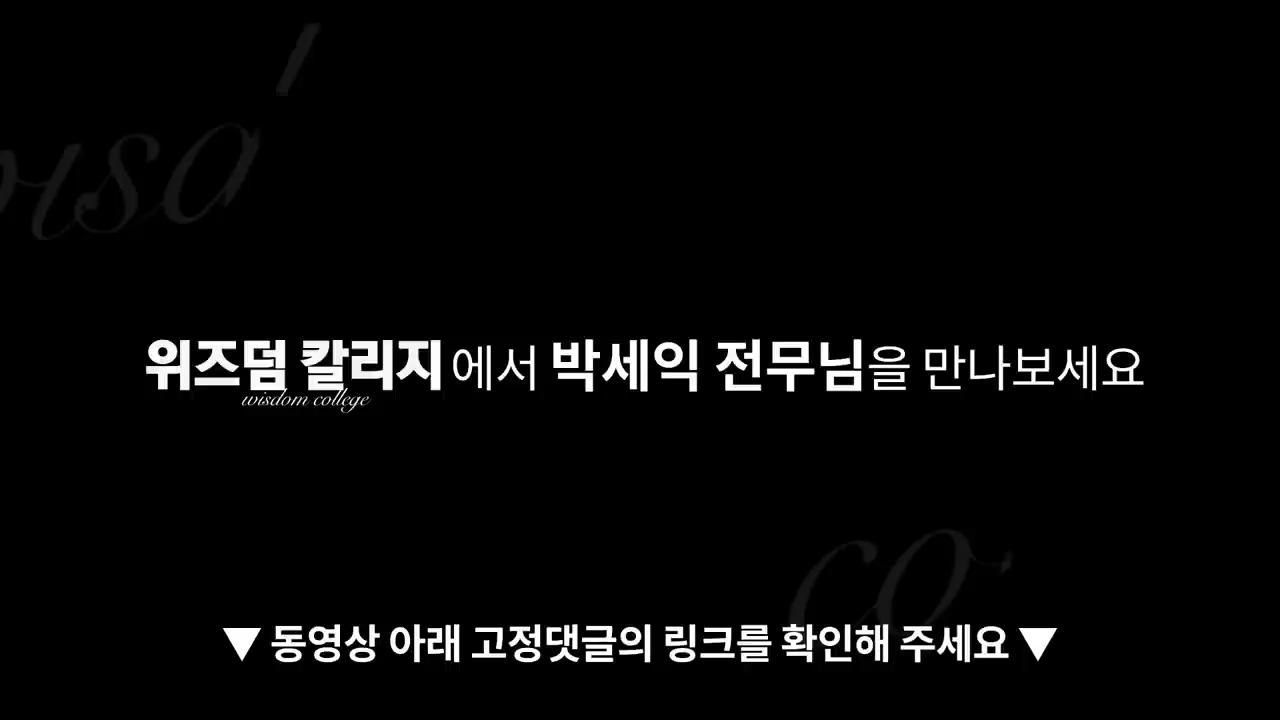 위즈덤 칼리지에서 박세익 전무님을 만나보세요
wisdom college
▼ 동영상 아래 고정댓글의 링크를 확인해 주세요 ▼